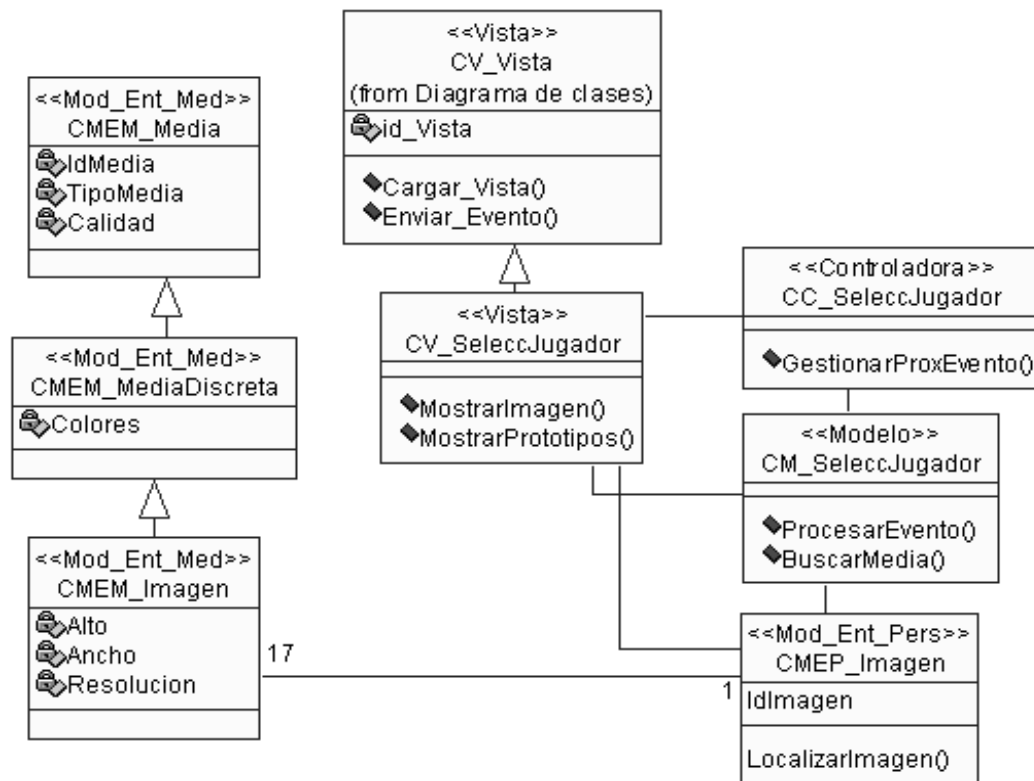 <<Mod_Ent_Med>>
CMEM_Media
IdMedia
TipoMedia
Calidad
<<Mod_Ent_Med>>
CMEM_MediaDiscreta
Colores
<<Mod_Ent_Med>>
CMEM_Imagen
Alto
Ancho
Resolucion
<<Vista>>
CV_Vista
(from Diagrama de clases)
id_Vista
Cargar_Vista()
Enviar_Evento()
<<Vista>>
CV_SeleccJugador
MostrarImagen()
MostrarPrototipos()
<<Controladora>>
CC_SeleccJugador
GestionarProxEvento()
<<Modelo>>
CM_SeleccJugador
ProcesarEvento()
BuscarMedia()
<<Mod_Ent_Pers>>
CMEP_Imagen
IdImagen
LocalizarImagen()
17
1